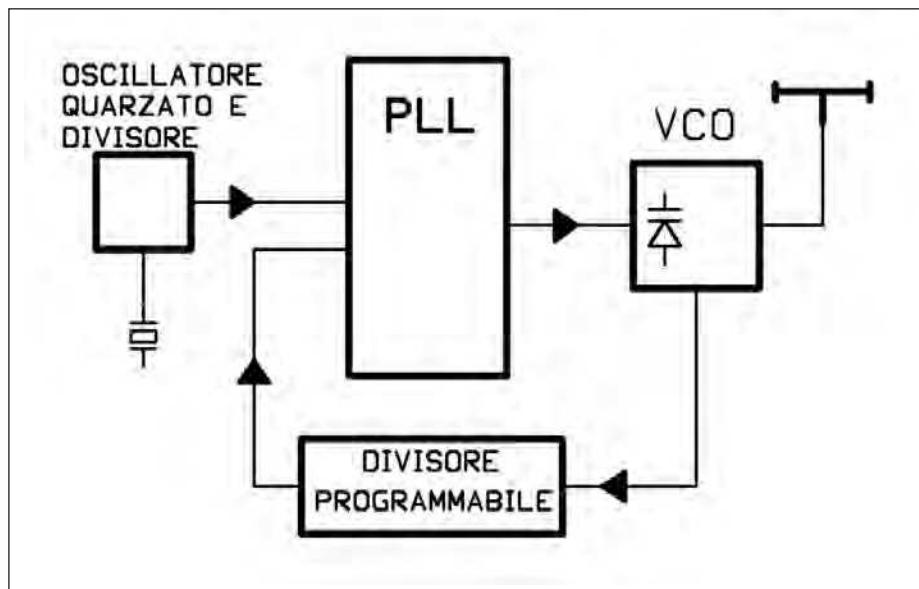 OSCILLATORE
QUARZATO E
DIVISORE
PLL
VCO
DIVISORE
PROGRAMMABILE